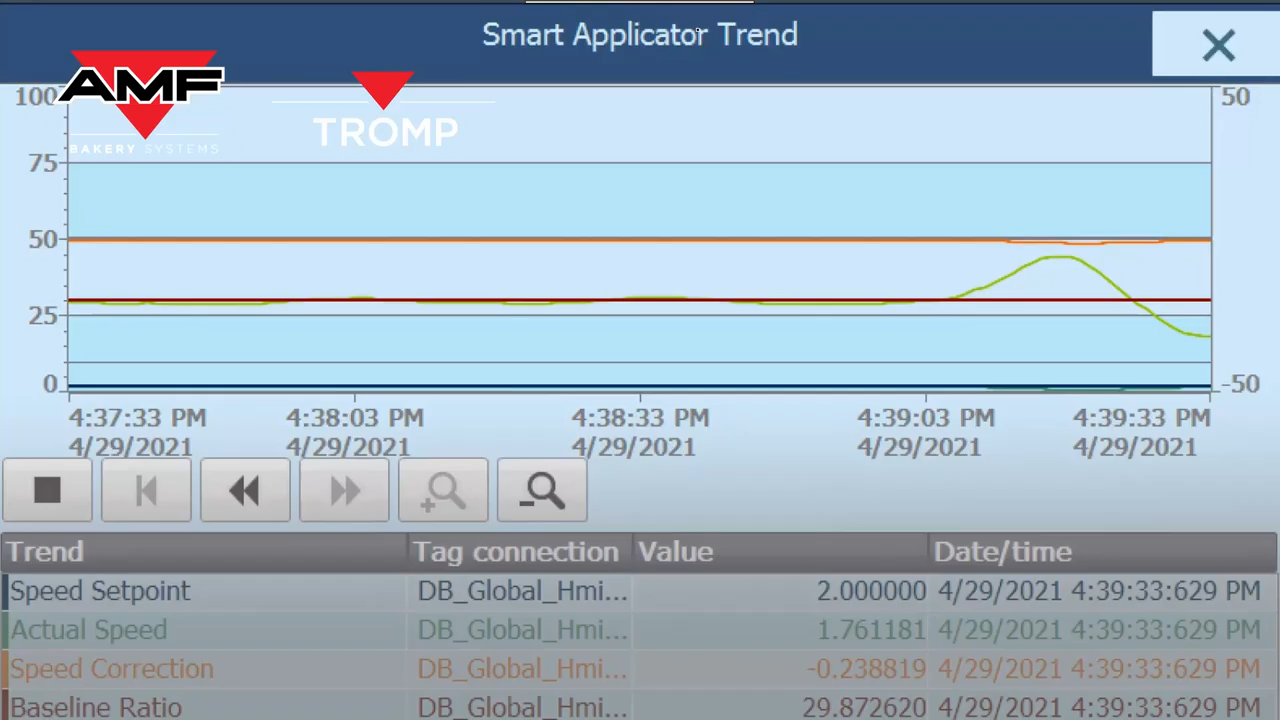 Smart Applicator Trend
AMF
BAKERY SYSTEMS
TROMP
100
75
50
25
0
50
-50
4:37:33 PM 4:38:03 PM 4:38:33 PM 4:39:03 PM 4:39:33 PM
4/29/2021 4/29/2021 4/29/2021 4/29/2021 4/29/2021
Trend Tag connection Value Date/time
Speed Setpoint DB_Global_Hmi... 2.000000 4/29/2021 4:39:33:629 PM
Actual Speed DB_Global_Hmi... 1.761181 4/29/2021 4:39:33:629 PM
Speed Correction DB_Global_Hmi... -0.238819 4/29/2021 4:39:33:629 PM
Baseline Ratio DB_Global_Hmi... 29.872620 4/29/2021 4:39:33:629 PM